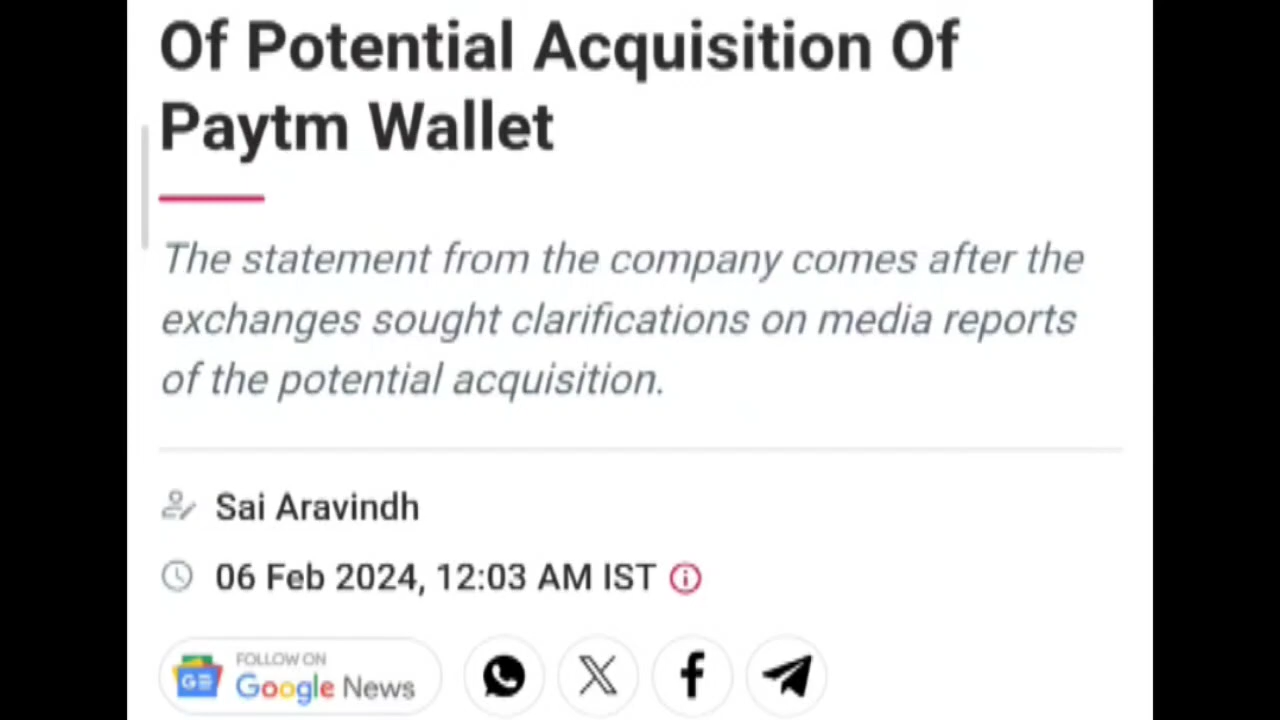 Of Potential Acquisition Of
Paytm Wallet
The statement from the company comes after the
exchanges sought clarifications on media reports
of the potential acquisition.
Sai Aravindh
06 Feb 2024, 12:03 AM IST
FOLLOW ON
Google News